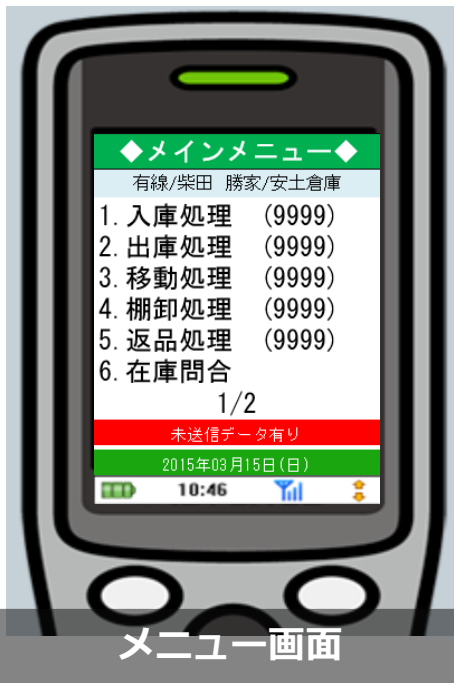 ◆メインメニュー◆
有線/柴田 勝家/安土倉庫
1.入庫処理 (9999)
2.出庫処理 (9999)
3.移動処理 (9999)
4.棚卸処理 (9999)
5.返品処理 (9999)
6.在庫問合
1/2
未送信データ有り
2015年03月15日(日)
10:46
メニュー画面